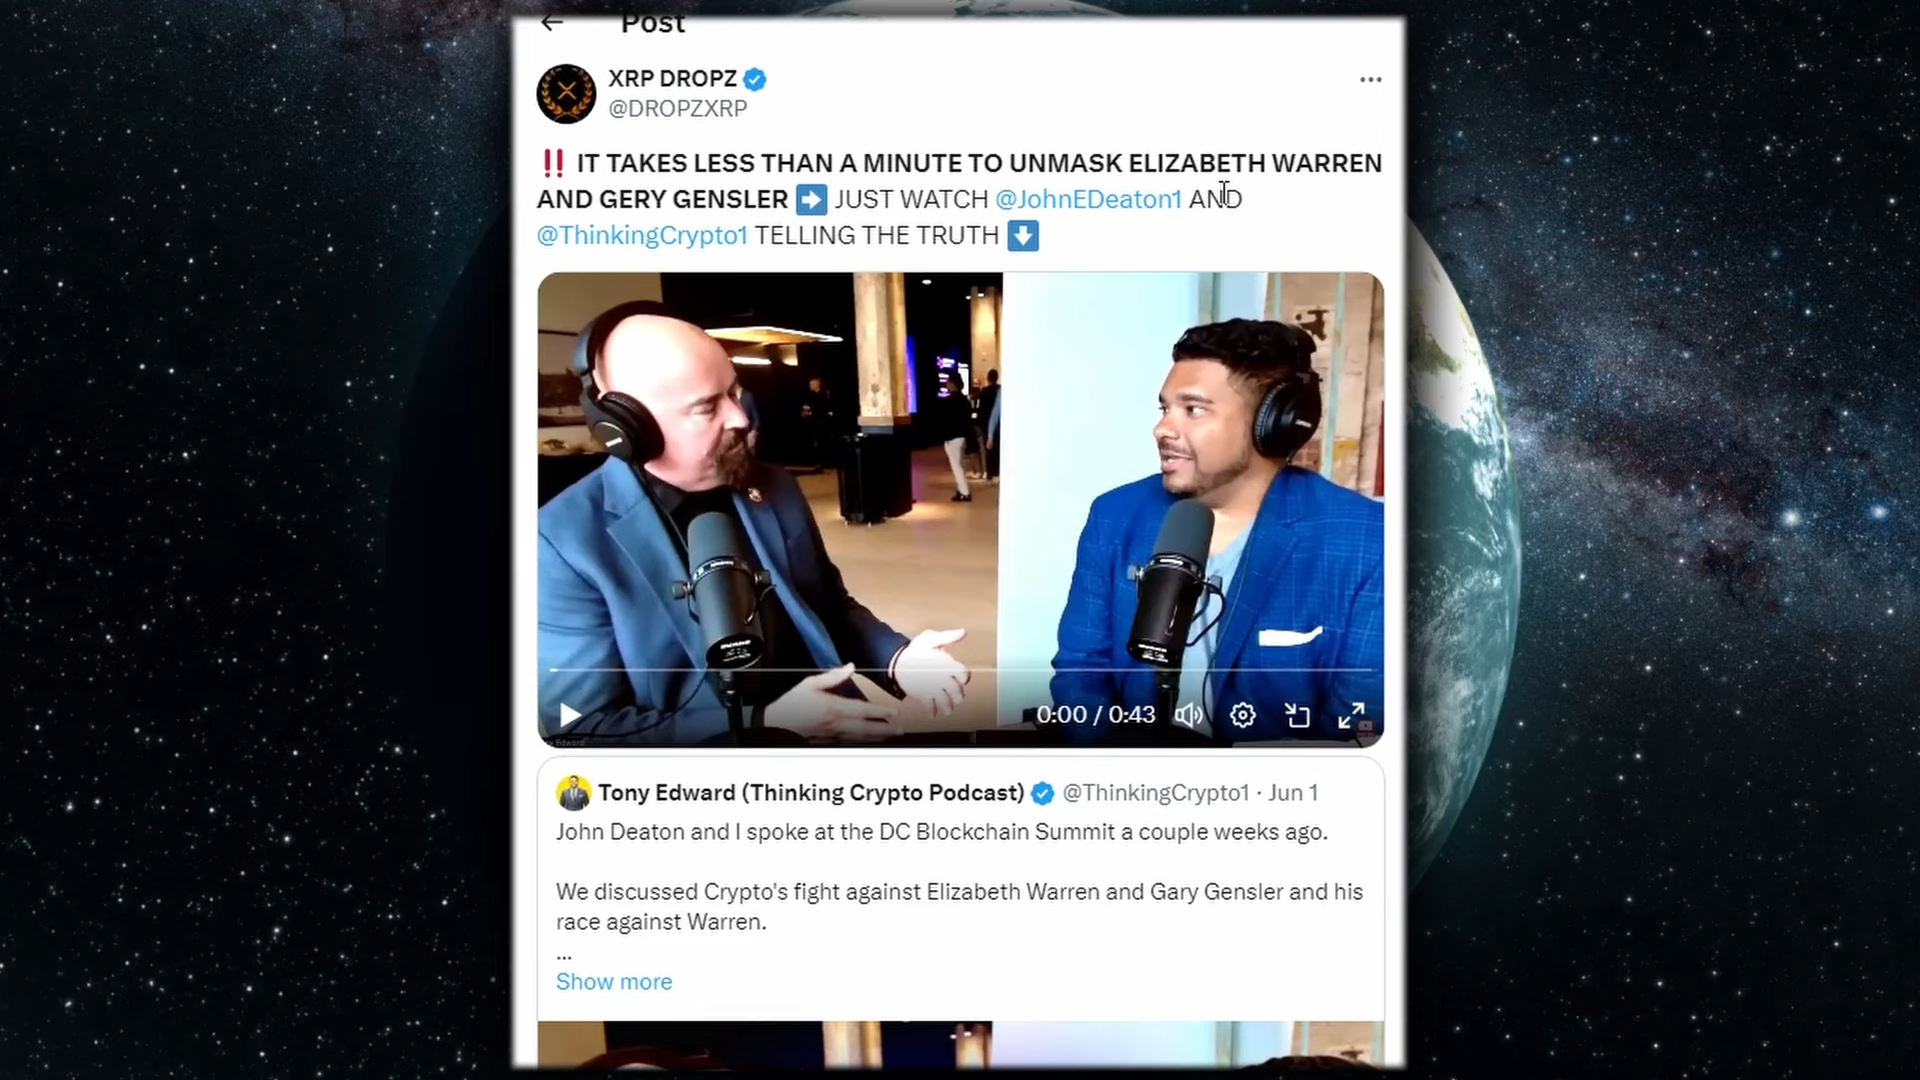 Post
XRP DROPZ
@DROPZXRP
‼️ IT TAKES LESS THAN A MINUTE TO UNMASK ELIZABETH WARREN
AND GERY GENSLER ➡️ JUST WATCH @JohnEDeaton1 AND
@ThinkingCrypto1 TELLING THE TRUTH ⬇️
0:00 / 0:43
Tony Edward (Thinking Crypto Podcast) @ThinkingCrypto1 · Jun 1
John Deaton and I spoke at the DC Blockchain Summit a couple weeks ago.
We discussed Crypto's fight against Elizabeth Warren and Gary Gensler and his
race against Warren.
...
Show more